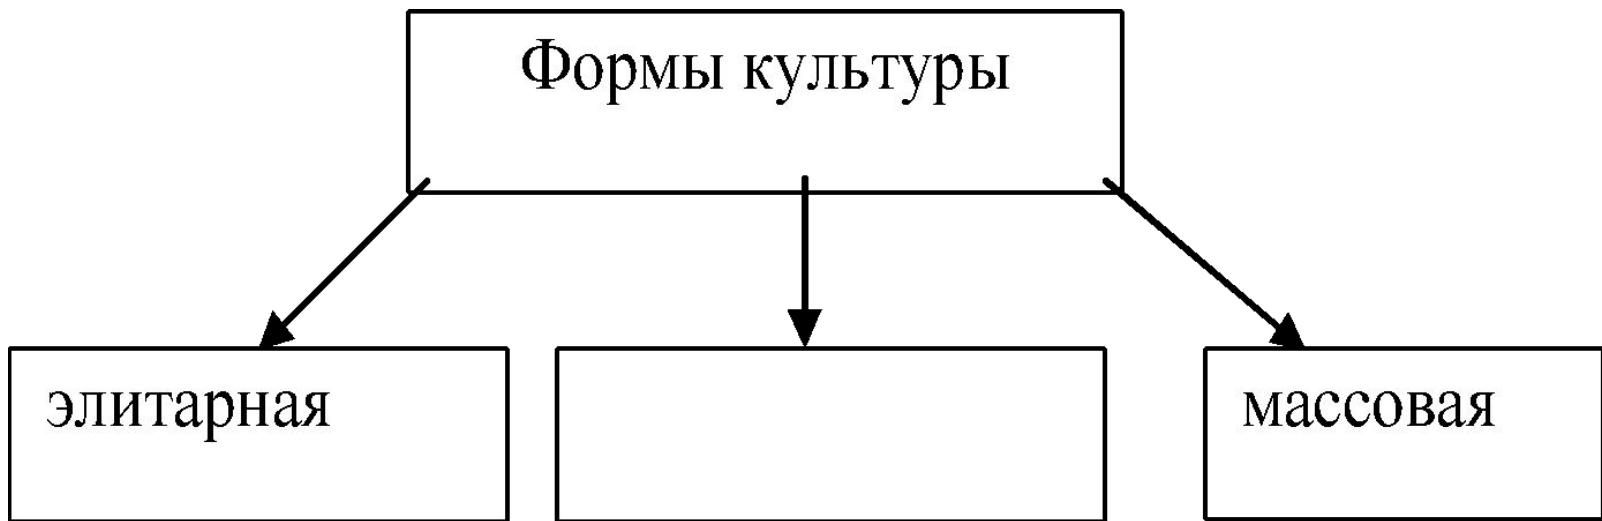 Формы культуры
элитарная
массовая